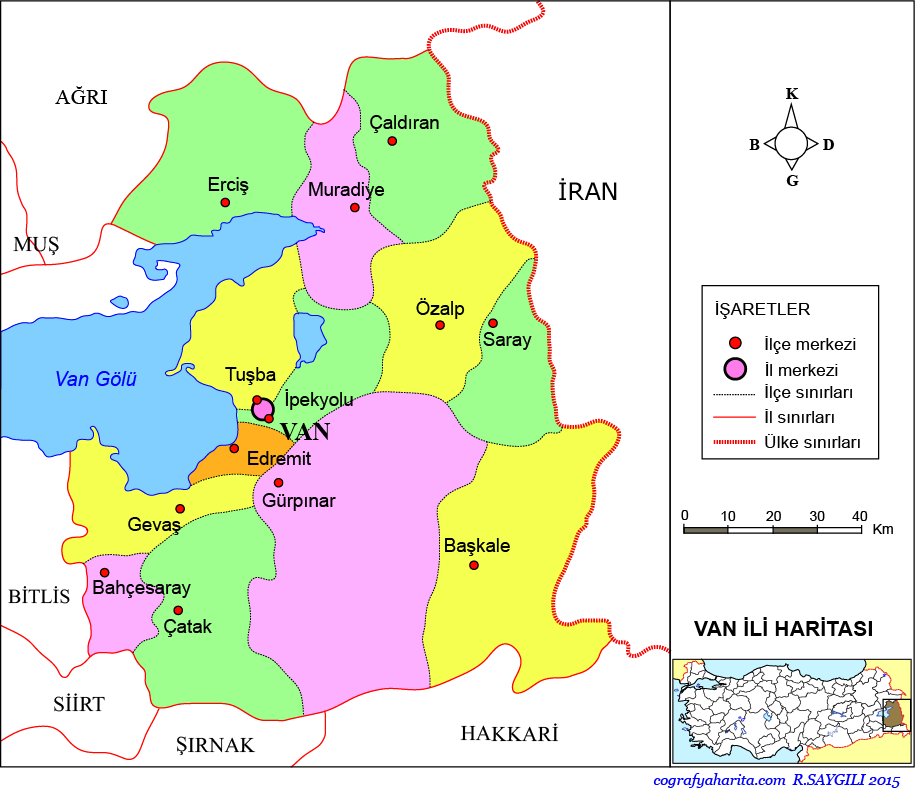 AĞRI
Çaldıran
Erciş
Muradiye
İRAN
MUŞ
Özalp
Saray
Van Gölü
Tuşba
İpekyolu
VAN
Edremit
Gürpınar
Gevaş
Başkale
Bahçesaray
BİTLİS
Çatak
SİİRT
ŞIRNAK
HAKKARİ
K
B D
G
İŞARETLER
İlçe merkezi
İl merkezi
İlçe sınırları
İl sınırları
Ülke sınırları
0 10 20 30 40
Km
VAN İLİ HARİTASI
cografyaharita.com R.SAYGILI 2015